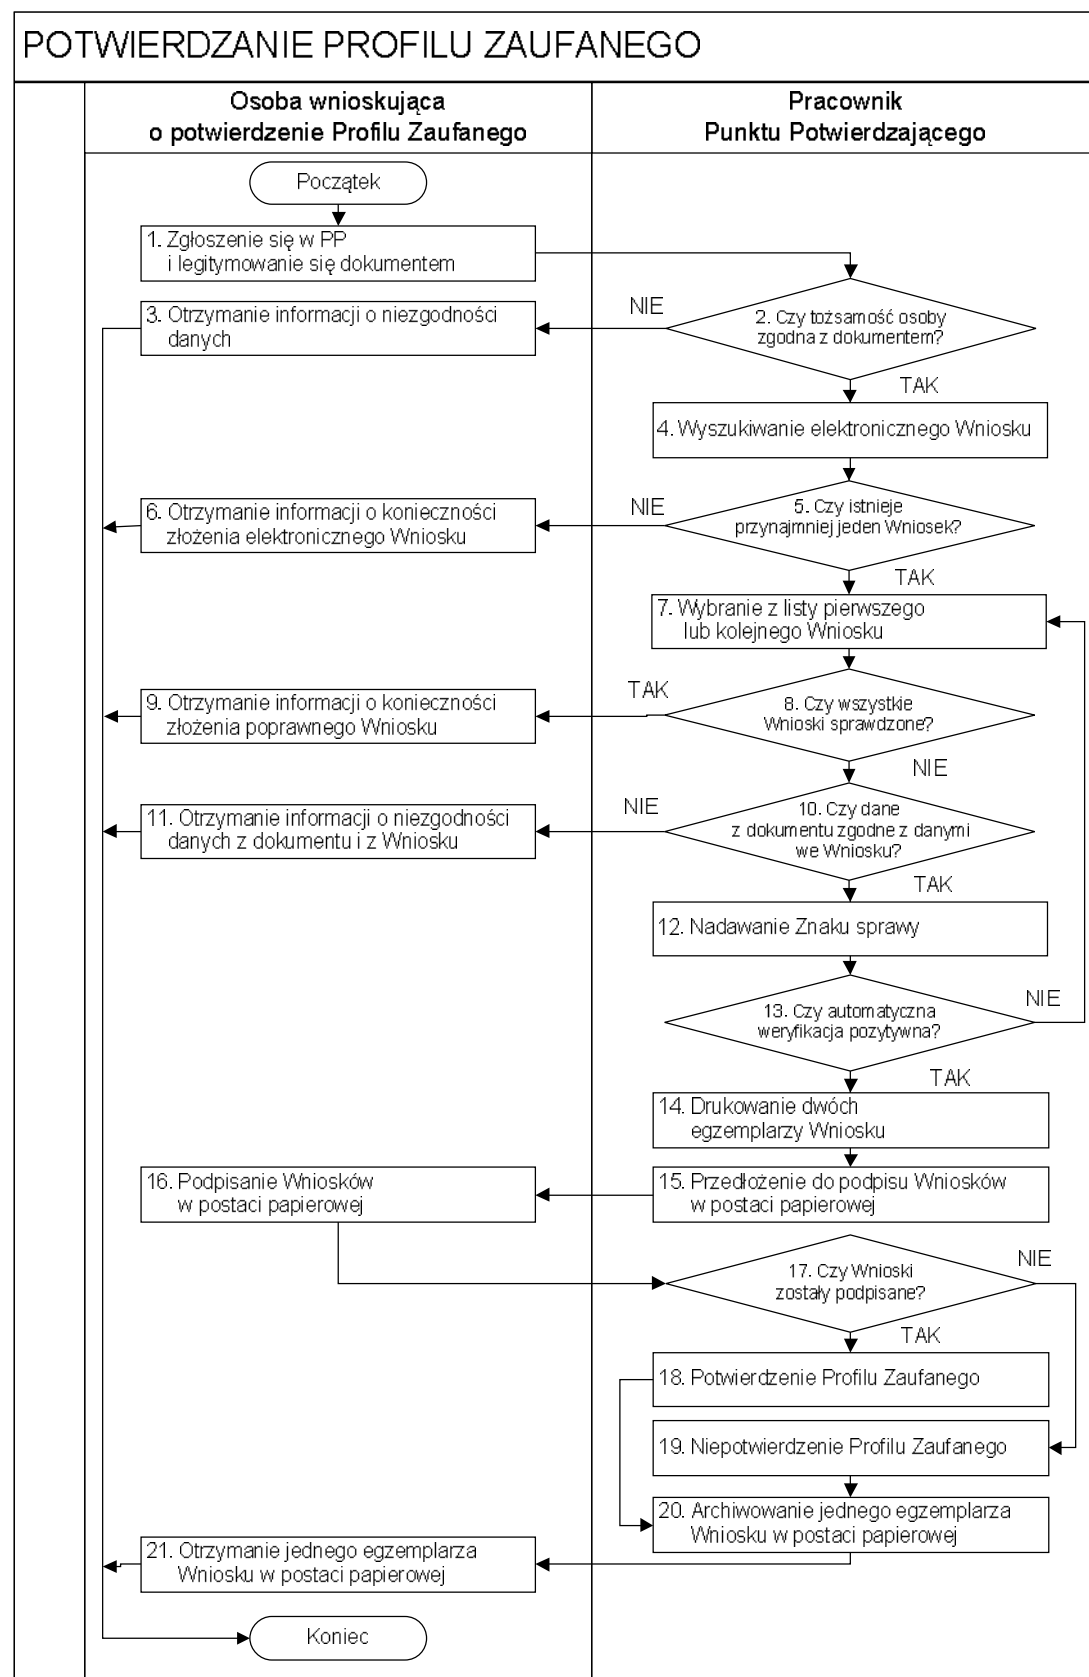 POTWIERDZANIE PROFILU ZAUFANEGO
Osoba wnioskująca
o potwierdzenie Profilu Zaufanego
Pracownik
Punktu Potwierdzającego
Początek
1. Zgłoszenie się w PP
i legitymowanie się dokumentem
NIE
2. Czy tożsamość osoby
zgodna z dokumentem?
3. Otrzymanie informacji o niezgodności
danych
TAK
4. Wyszukiwanie elektronicznego Wniosku
NIE
5. Czy istnieje
przynajmniej jeden Wniosek?
6. Otrzymanie informacji o konieczności
złożenia elektronicznego Wniosku
TAK
7. Wybranie z listy pierwszego
lub kolejnego Wniosku
TAK
8. Czy wszystkie
Wnioski sprawdzone?
9. Otrzymanie informacji o konieczności
złożenia poprawnego Wniosku
NIE
NIE
10. Czy dane
z dokumentu zgodne z danymi
we Wniosku?
11. Otrzymanie informacji o niezgodności
danych z dokumentu i z Wniosku
TAK
12. Nadawanie Znaku sprawy
NIE
13. Czy automatyczna
weryfikacja pozytywna?
TAK
14. Drukowanie dwóch
egzemplarzy Wniosku
15. Przedłożenie do podpisu Wniosków
w postaci papierowej
16. Podpisanie Wniosków
w postaci papierowej
NIE
17. Czy Wnioski
zostały podpisane?
TAK
18. Potwierdzenie Profilu Zaufanego
19. Niepotwierdzenie Profilu Zaufanego
20. Archiwowanie jednego egzemplarza
Wniosku w postaci papierowej
21. Otrzymanie jednego egzemplarza
Wniosku w postaci papierowej
Koniec